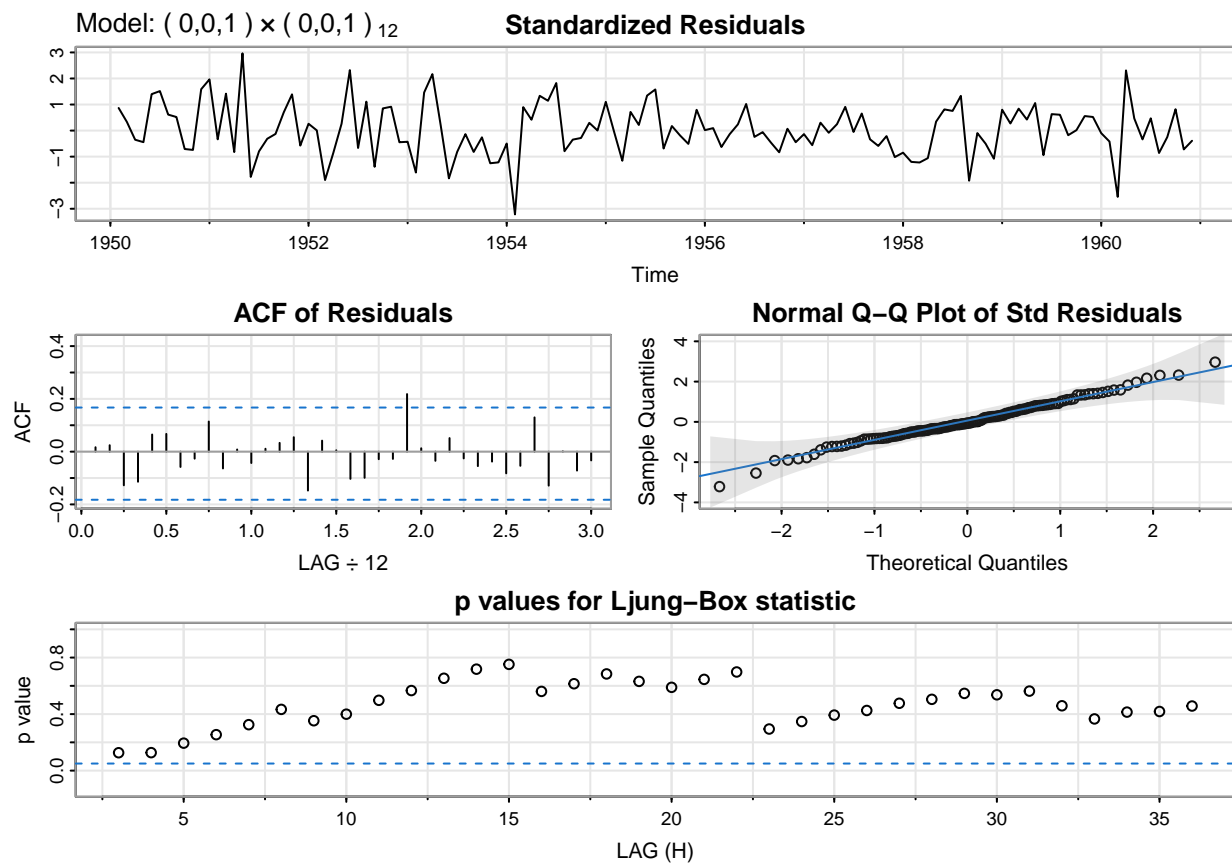 Model: ( 0,0,1 ) × ( 0,0,1 ) 12 Standardized Residuals
3
2
1
−1
−3
1950 1952 1954 1956 1958 1960
Time
ACF of Residuals
ACF
0.4
0.2
0.0
−0.2
0.0 0.5 1.0 1.5 2.0 2.5 3.0
LAG ÷ 12
Normal Q−Q Plot of Std Residuals
Sample Quantiles
4
2
0
−2
−4
−2 −1 0 1 2
Theoretical Quantiles
p values for Ljung−Box statistic
p value
0.8
0.4
0.0
5 10 15 20 25 30 35
LAG (H)